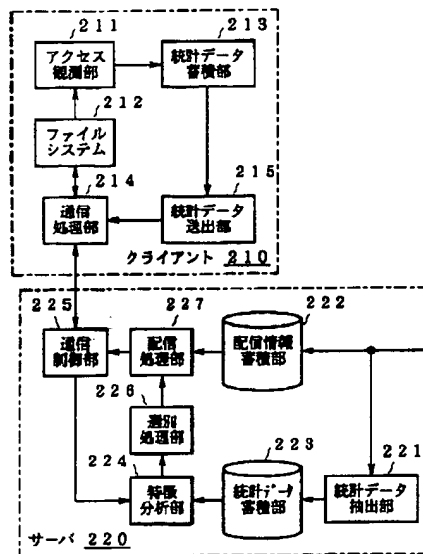 211
アクセス
観測部
213
統計データ
蓄積部
212
ファイル
システム
214
通信
処理部
215
統計データ
送出部
クライアント 210
225
通信
制御部
227
配信
処理部
222
配信情報
蓄積部
226
選別
処理部
224
特徴
分析部
223
統計データ
蓄積部
221
統計データ
抽出部
サーバ 220